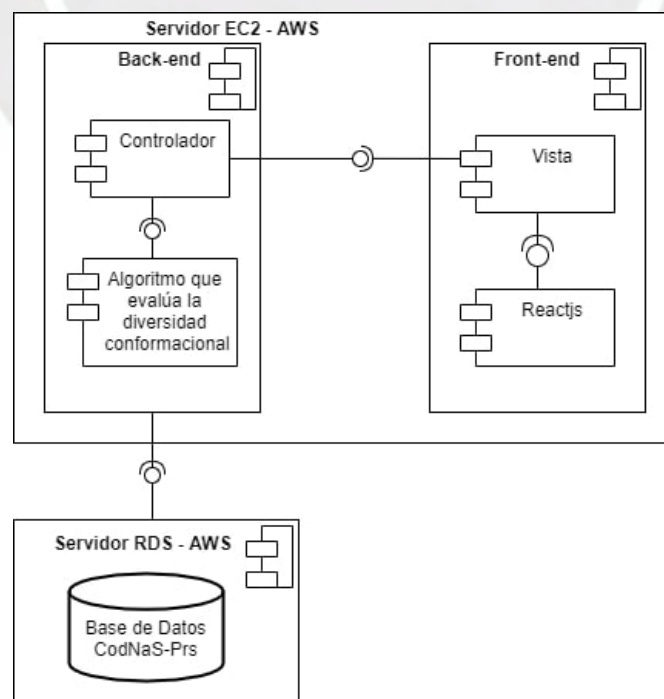 Servidor EC2 - AWS
Back-end
Controlador
Algoritmo que
evalúa la
diversidad
conformacional
Front-end
Vista
Reactjs
Servidor RDS - AWS
Base de Datos
CodNaS-Prs